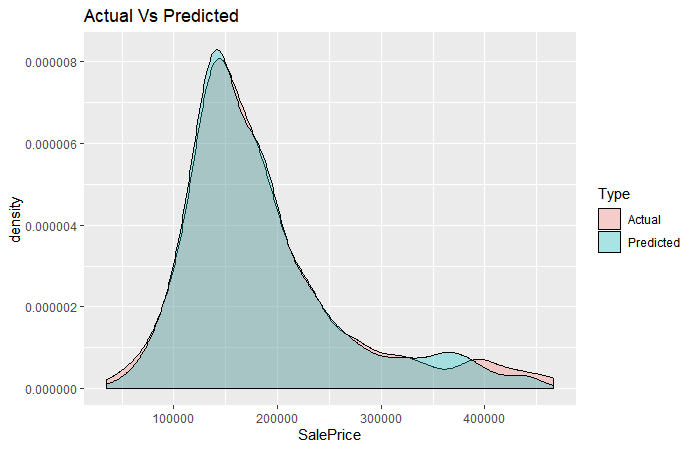 Actual Vs Predicted
0.000008
0.000006
0.000004
0.000002
0.000000
density
100000
200000
300000
400000
SalePrice
Type
Actual
Predicted